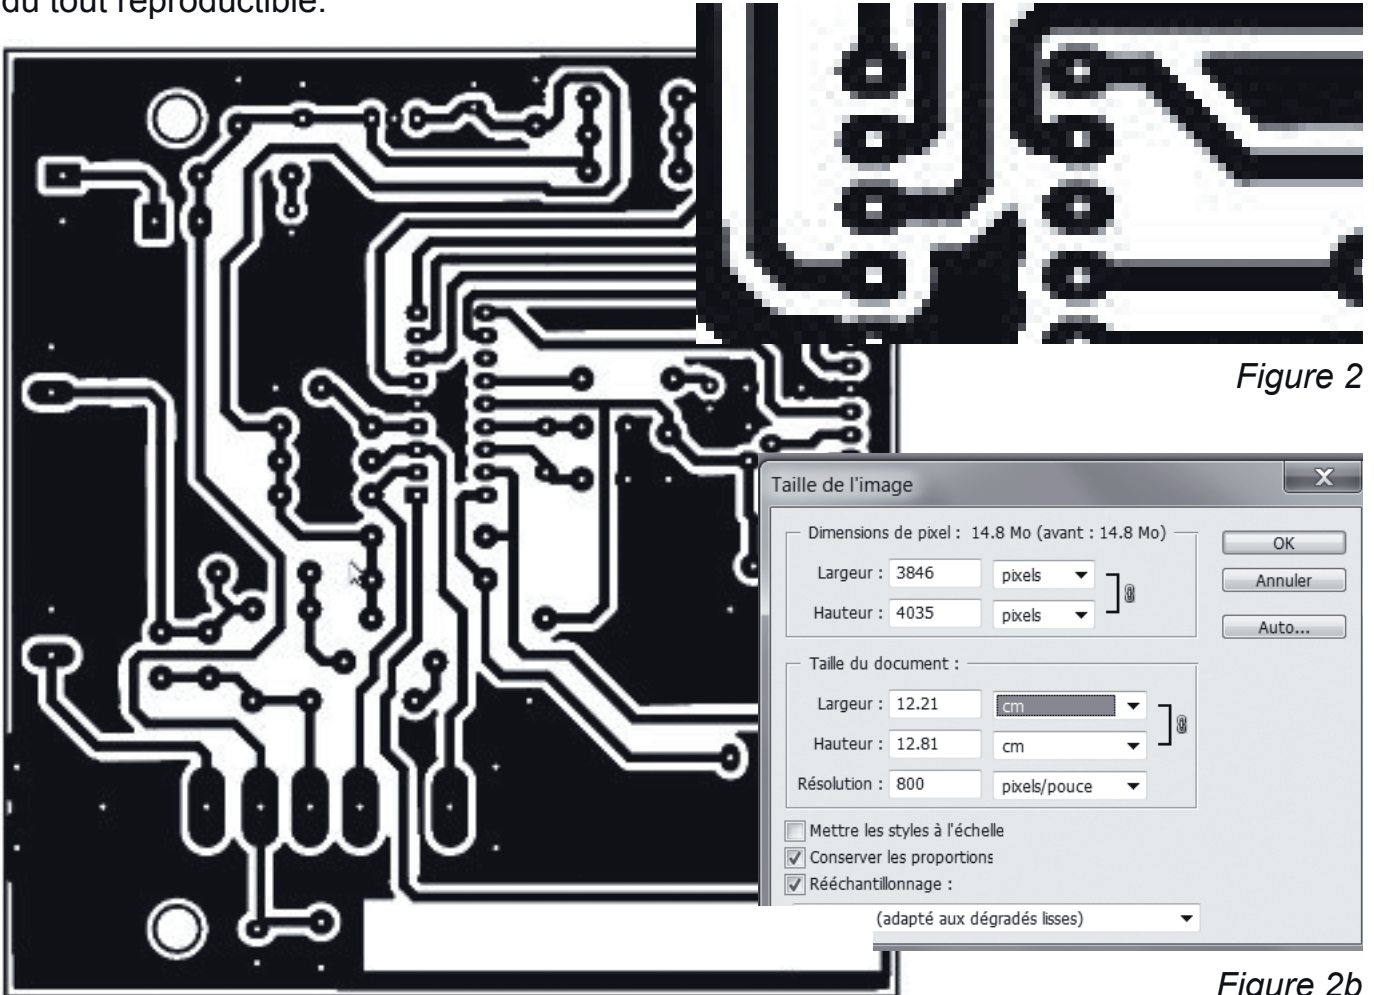 du tout reproductible.
Figure 2
Taille de l'image
X
Dimensions de pixel : 14.8 Mo (avant : 14.8 Mo)
Largeur : 3846 pixels
Hauteur : 4035 pixels
OK
Annuler
Auto...
Taille du document :
Largeur : 12.21 cm
Hauteur : 12.81 cm
Résolution : 800 pixels/pouce
Mettre les styles à l'échelle
Conserver les proportions
Rééchantillonnage :
(adapté aux dégradés lisses)
Figure 2b